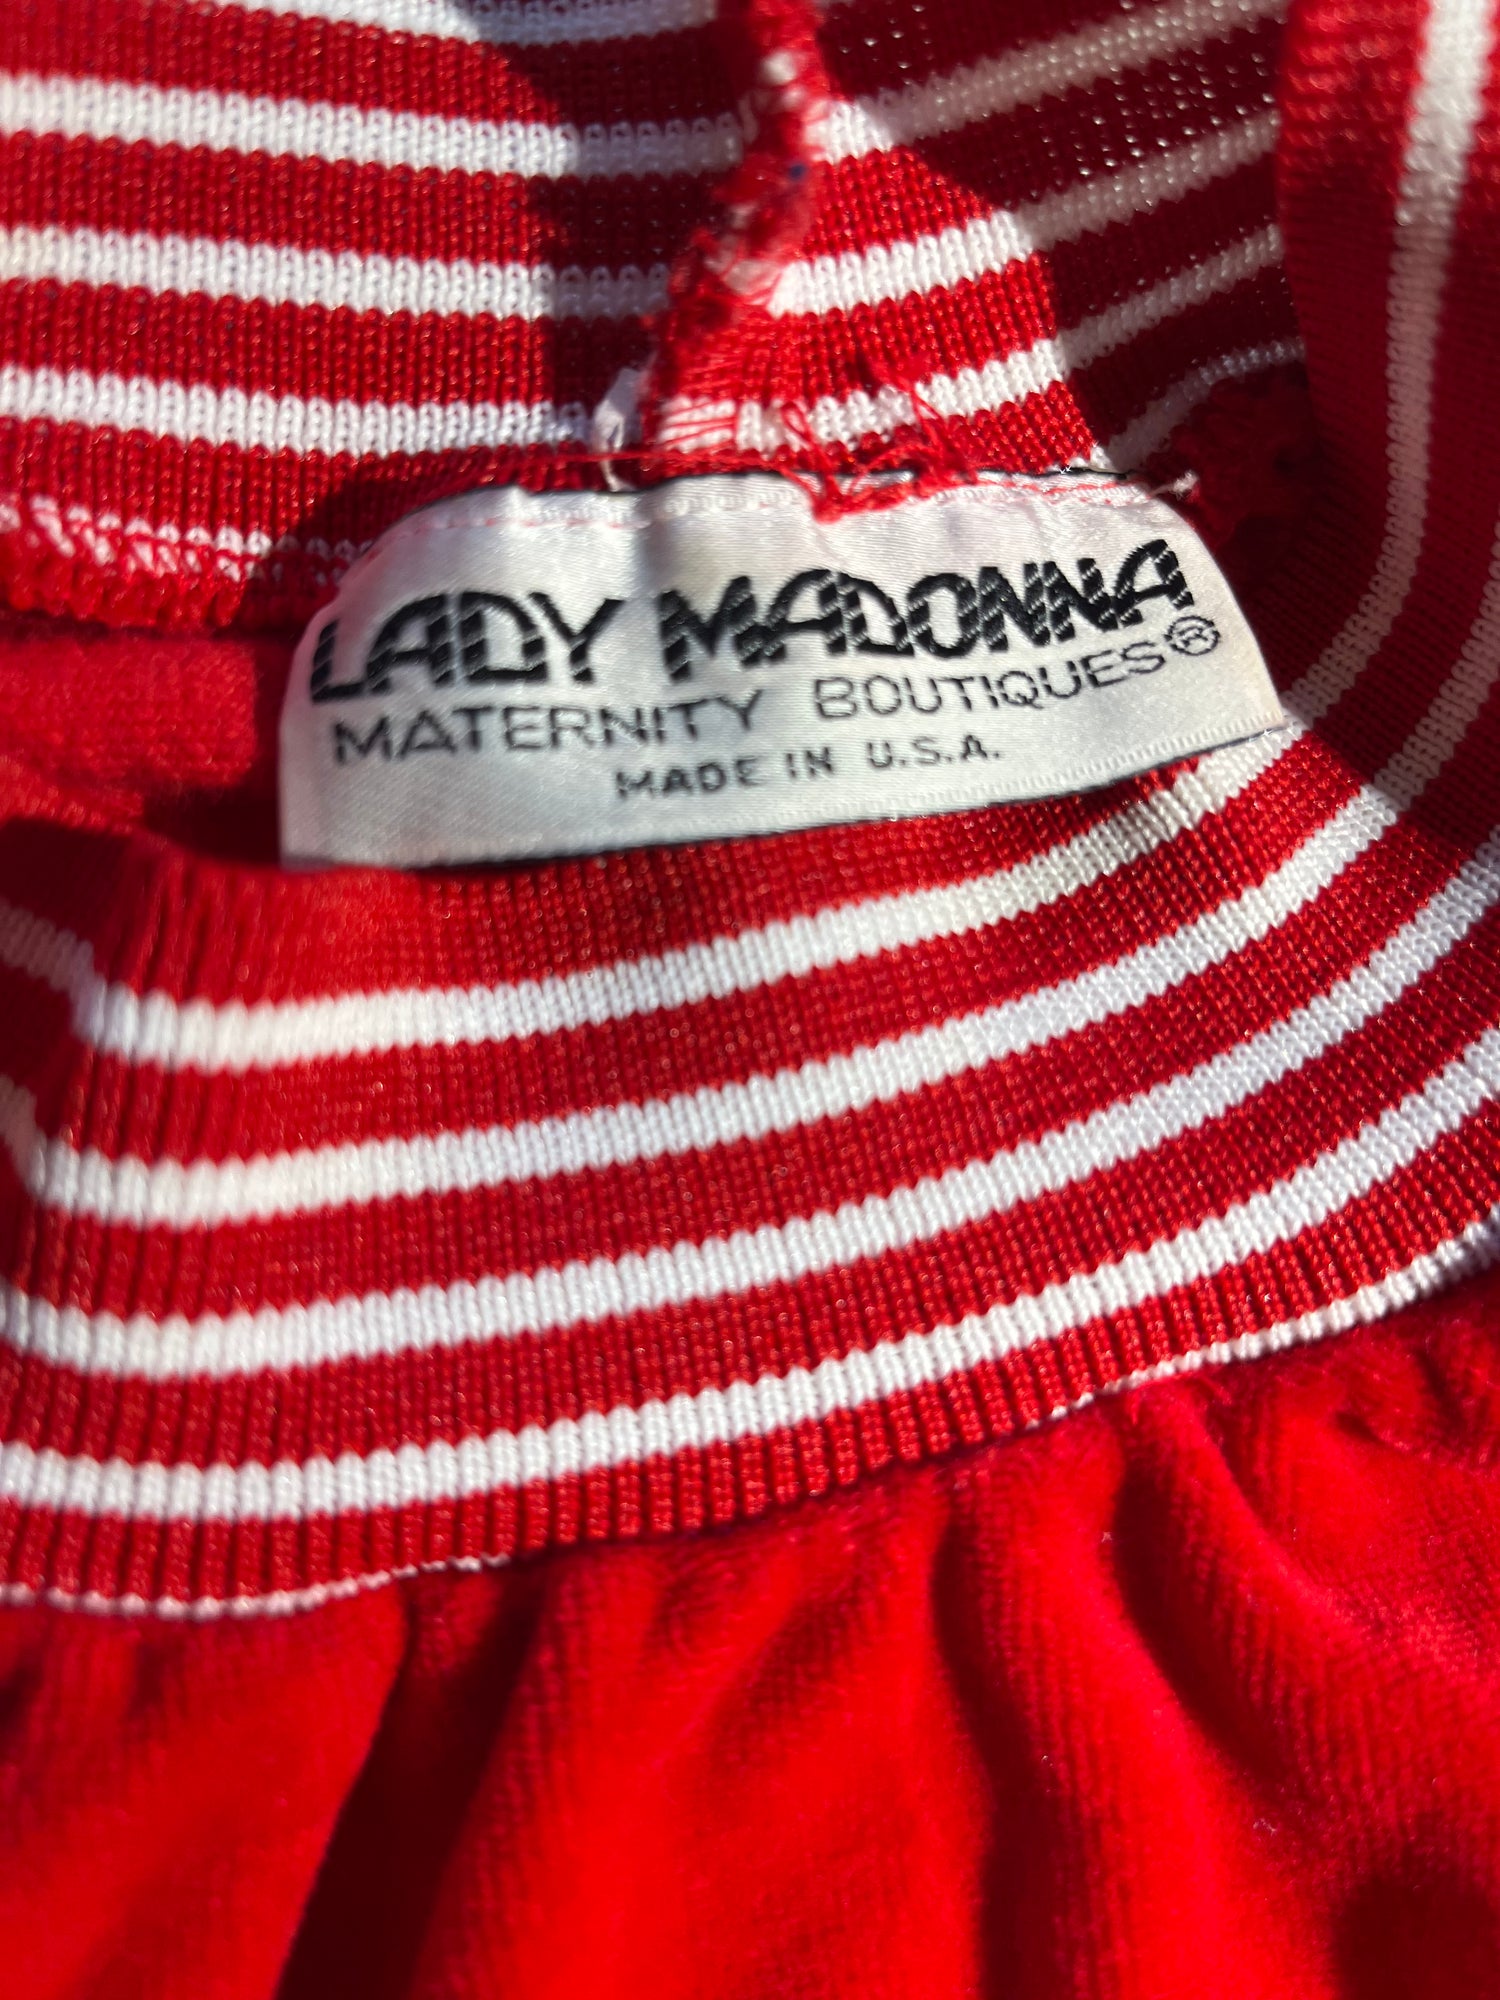 LADY MADONNA
MATERNITY BOUTIQUES®
MADE IN U.S.A.